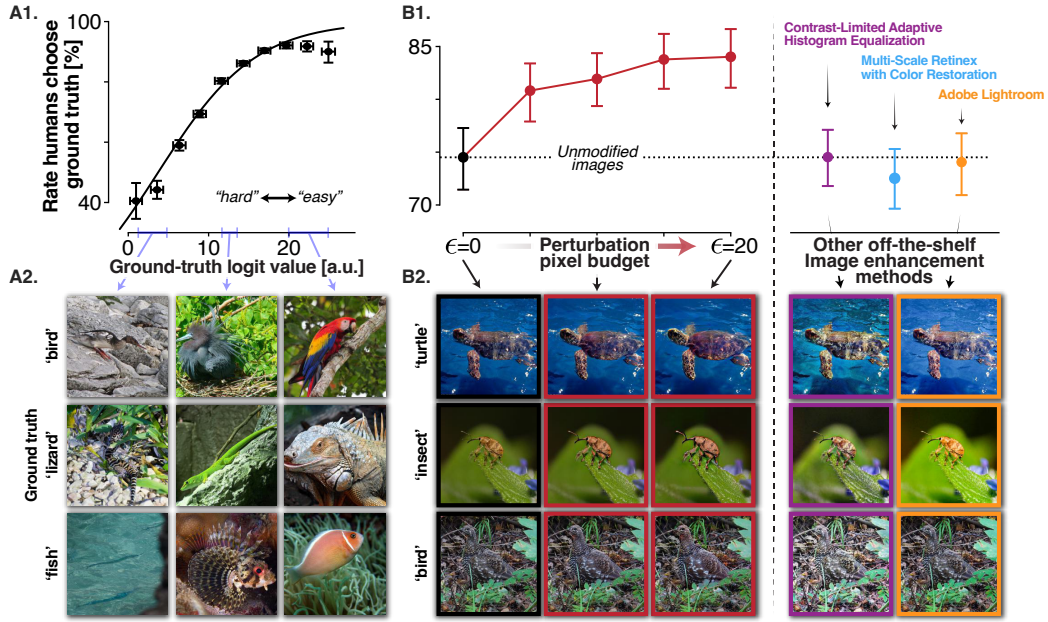 A1.
100
40
Rate humans choose
ground truth [%]
“hard”
“easy”
0
10
20
Ground-truth logit value [a.u.]
B1.
85
70
Unmodified
images
ϵ=0
Perturbation
pixel budget
ϵ=20
Contrast-Limited Adaptive
Histogram Equalization
Multi-Scale Retinex
with Color Restoration
Adobe Lightroom
Other off-the-shelf
Image enhancement
methods
A2.
Ground truth
‘bird’
‘lizard’
‘fish’
B2.
‘turtle’
‘insect’
‘bird’